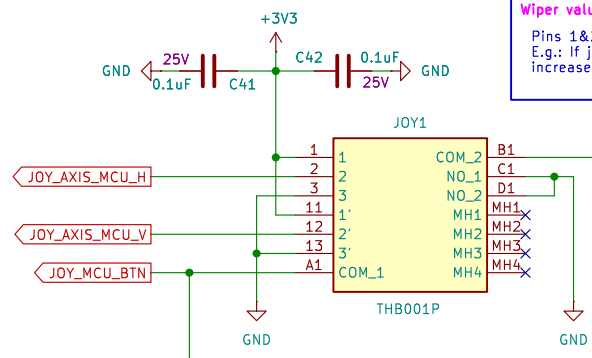 Wiper valu
Pins 1&
E.g.: If j
increase
+3V3
25V
C42
0.1uF
GND
GND
0.1uF
C41
25V
JOY1
1
1
COM_2
B1
JOY_AXIS_MCU_H
2
2
NO_1
C1
3
3
NO_2
D1
11
1'
MH1
MH1
JOY_AXIS_MCU_V
12
2'
MH2
MH2
13
3'
MH3
MH3
JOY_MCU_BTN
A1
COM_1
MH4
MH4
THB001P
GND
GND